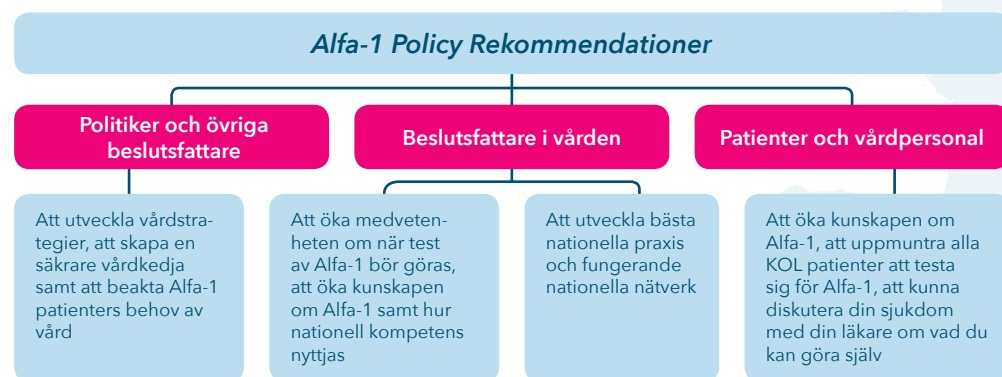 Alfa-1 Policy Rekommendationer
Politiker och övriga
beslutsfattare
Beslutsfattare i vården
Patienter och vårdpersonal
Att utveckla vårdstra-
tegier, att skapa en
säkrare vårdkedja
samt att beakta Alfa-1
patienters behov av
vård
Att öka medveten-
heten om när test
av Alfa-1 bör göras,
att öka kunskapen
om Alfa-1 samt hur
nationell kompetens
nyttjas
Att utveckla bästa
nationella praxis
och fungerande
nationella nätverk
Att öka kunskapen om
Alfa-1, att uppmuntra alla
KOL patienter att testa
sig för Alfa-1, att kunna
diskutera din sjukdom
med din läkare om vad du
kan göra själv